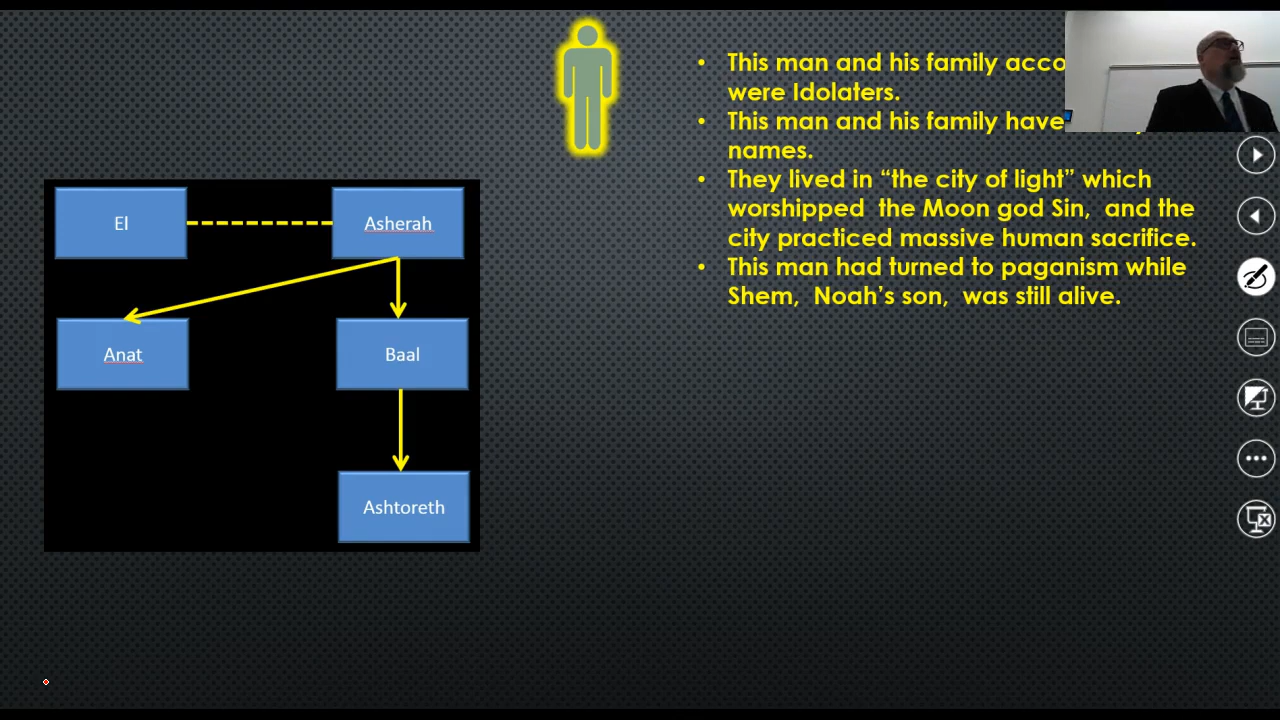 El
Asherah
Anat
Baal
Ashtoreth
• This man and his family
were Idolaters.
• This man and his family have
names.
• They lived in “the city of light” which
worshipped the Moon god Sin, and the
city practiced massive human sacrifice.
• This man had turned to paganism while
Shem, Noah’s son, was still alive.